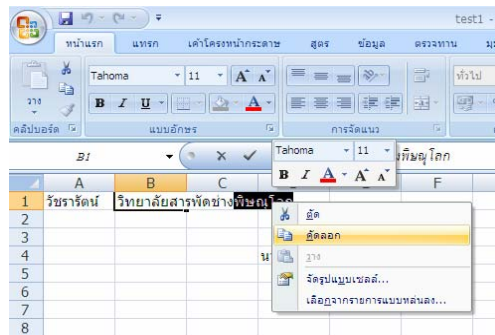 test1 -
หน้าแรก แทรก เค้าโครงหน้ากระดาษ สูตร ข้อมูล ตรวจทาน
วาง Tahoma 11 A A ทั่วไป
B I U A
คลิปบอร์ด แบบอักษร การจัดแนว
B1 พิษณุโลก
Tahoma 11
B I A A A
A B C F
1 วัชรารัตน์ วิทยาลัยสารพัดช่างพิษณุโลก
2 ตัด
3 คัดลอก
4 วาง
5 จัดรูปแบบเซลล์...
6 เลือกจากรายการแบบหล่นลง...
7
8